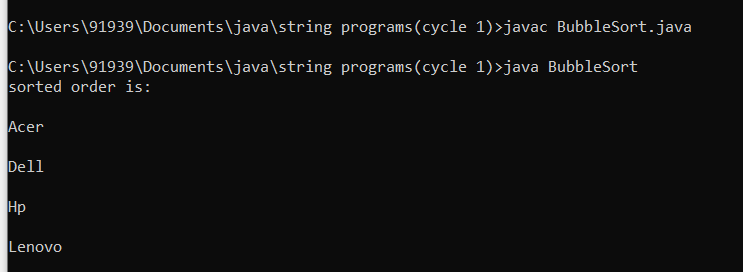 C:\Users\91939\Documents\java\string programs(cycle 1)>javac BubbleSort.java
C:\Users\91939\Documents\java\string programs(cycle 1)>java BubbleSort
sorted order is:
Acer
Dell
Hp
Lenovo